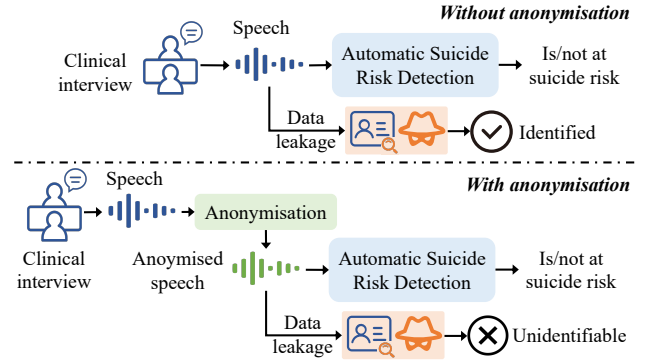 Without anonymisation
Speech
Clinical
interview
Automatic Suicide
Risk Detection
Is/not at
suicide risk
Data
leakage
Identified
With anonymisation
Speech
Anonymisation
Clinical
interview
Anoymised
speech
Automatic Suicide
Risk Detection
Is/not at
suicide risk
Data
leakage
Unidentifiable